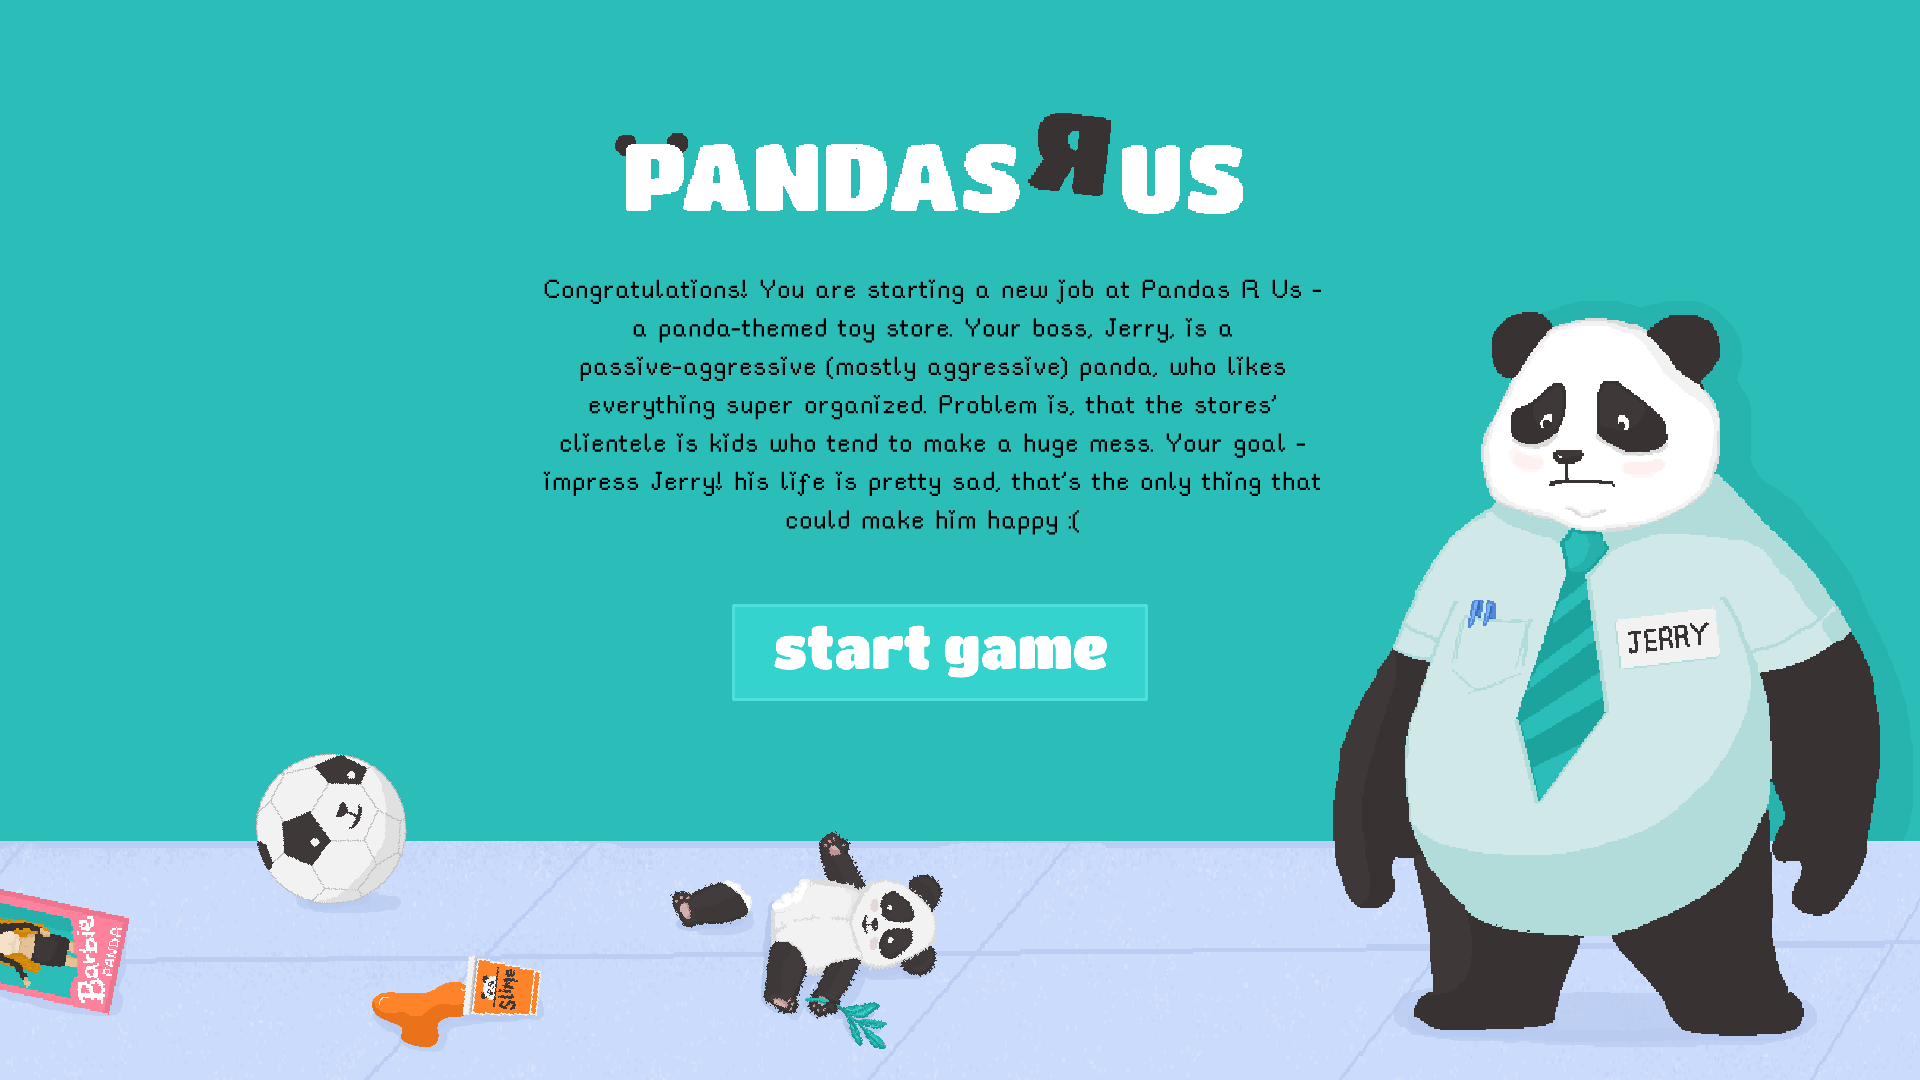 PANDAS R US
Congratulations! You are starting a new job at Pandas R Us -
a panda-themed toy store. Your boss, Jerry, is a
passive-aggressive (mostly aggressive) panda, who likes
everything super organized. Problem is, that the stores'
clientele is kids who tend to make a huge mess. Your goal -
impress Jerry! his life is pretty sad, that's the only thing that
could make him happy :(
start game
JERRY
Barbie
PANDA
Slime